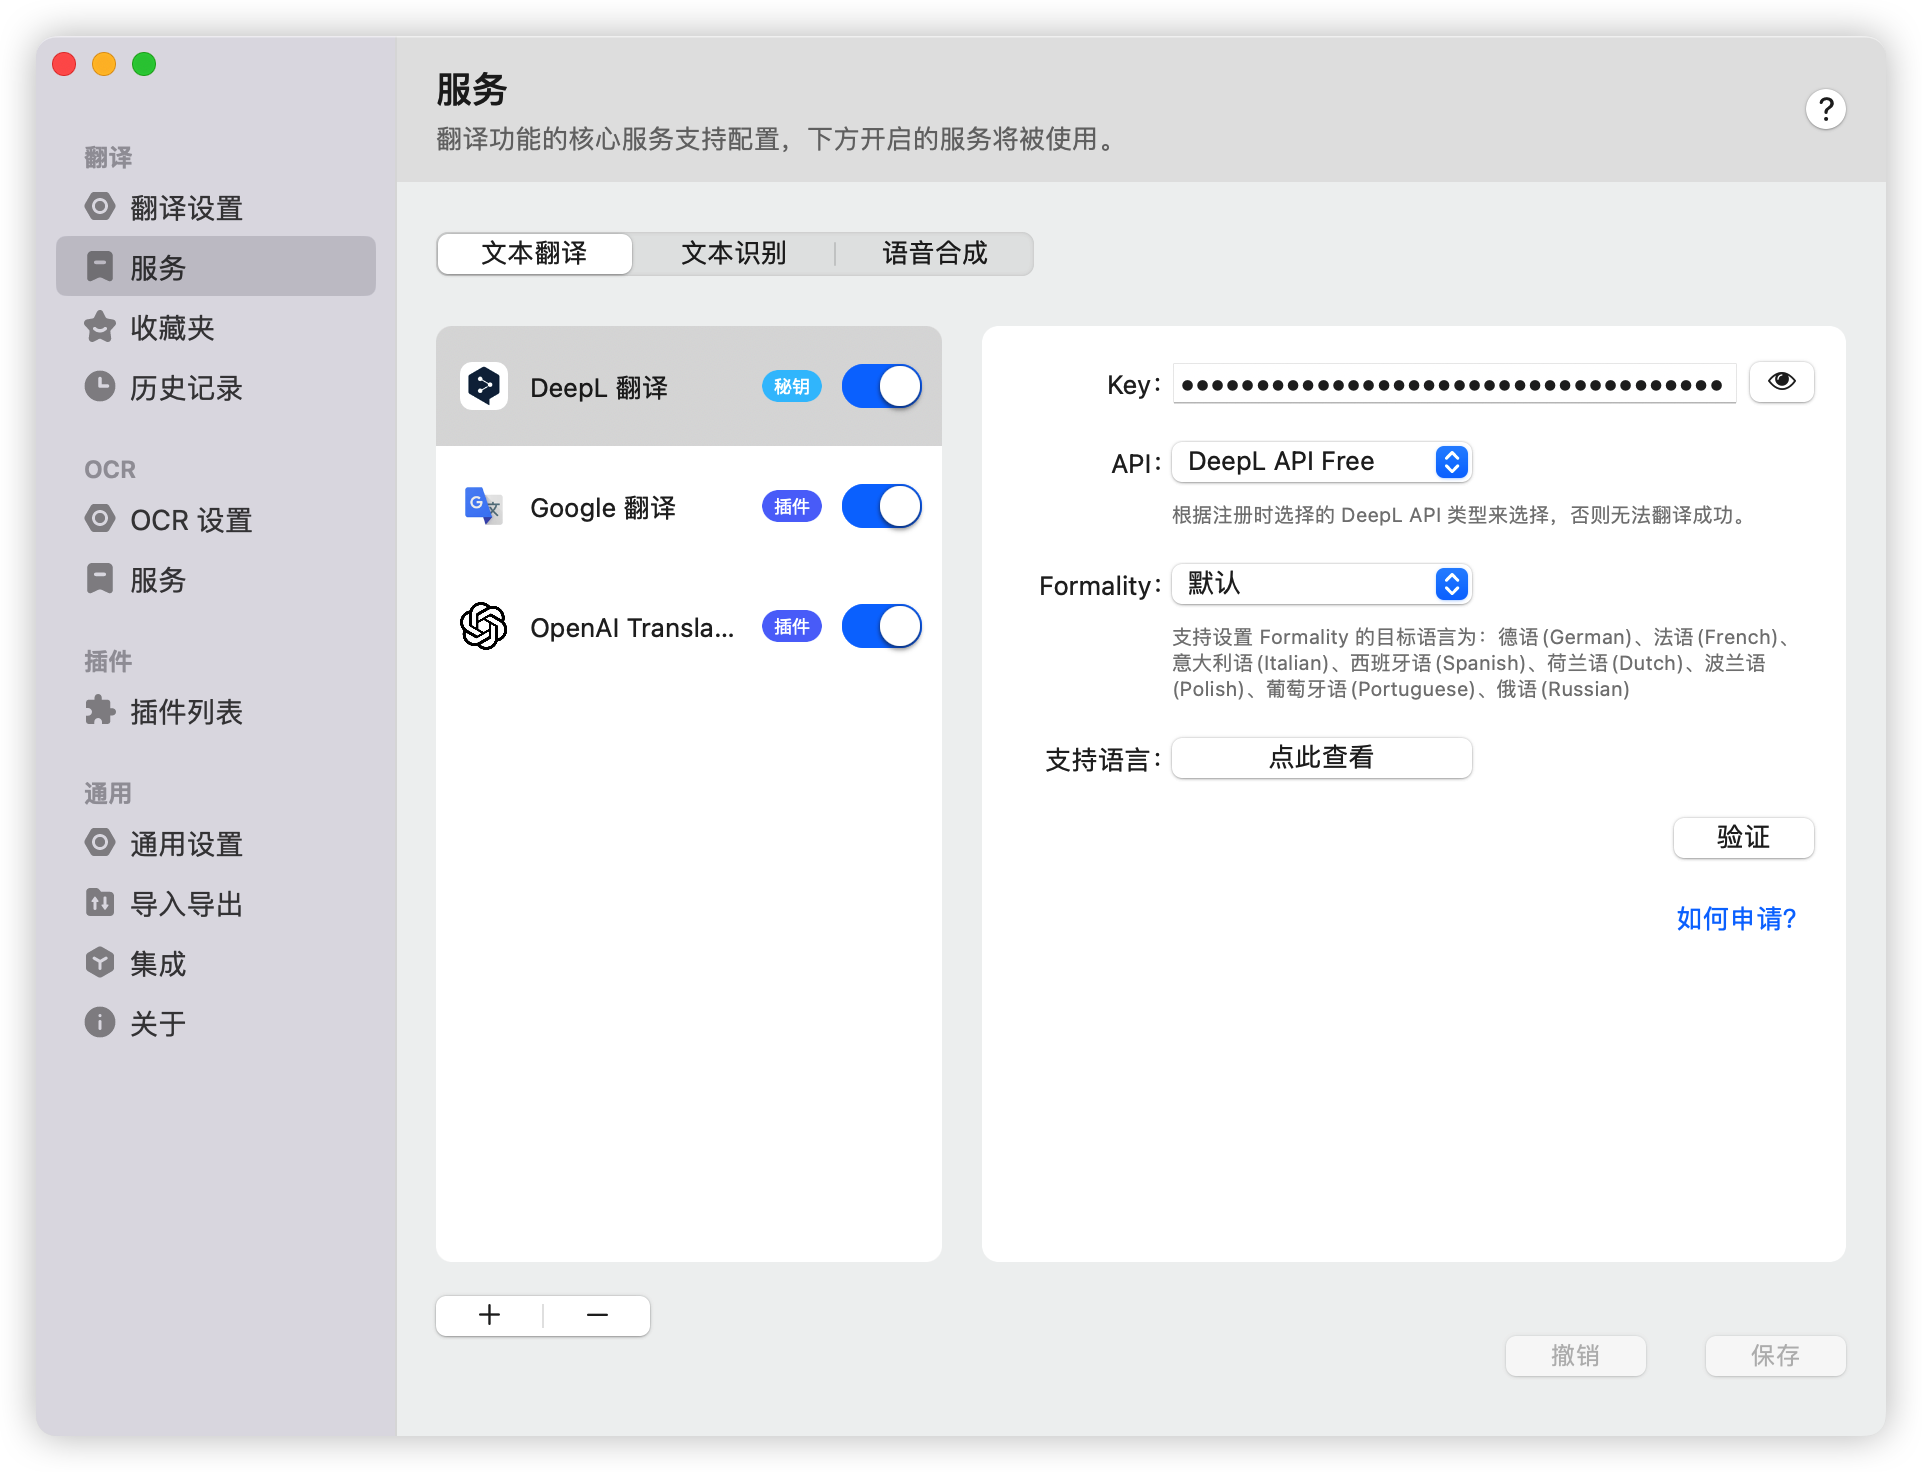 服务
翻译功能的核心服务支持配置，下方开启的服务将被使用。
?
翻译
翻译设置
服务
收藏夹
历史记录
OCR
OCR 设置
服务
插件
插件列表
通用
通用设置
导入导出
集成
关于
文本翻译 文本识别 语音合成
DeepL 翻译 秘钥
Google 翻译 插件
OpenAI Transla... 插件
Key: ●●●●●●●●●●●●●●●●●●●●●●●●●●●●●●●●●●●●
API: DeepL API Free
根据注册时选择的 DeepL API 类型来选择，否则无法翻译成功。
Formality: 默认
支持设置 Formality 的目标语言为：德语(German)、法语(French)、
意大利语(Italian)、西班牙语(Spanish)、荷兰语(Dutch)、波兰语
(Polish)、葡萄牙语(Portuguese)、俄语(Russian)
支持语言: 点此查看
验证
如何申请?
+ −
撤销 保存